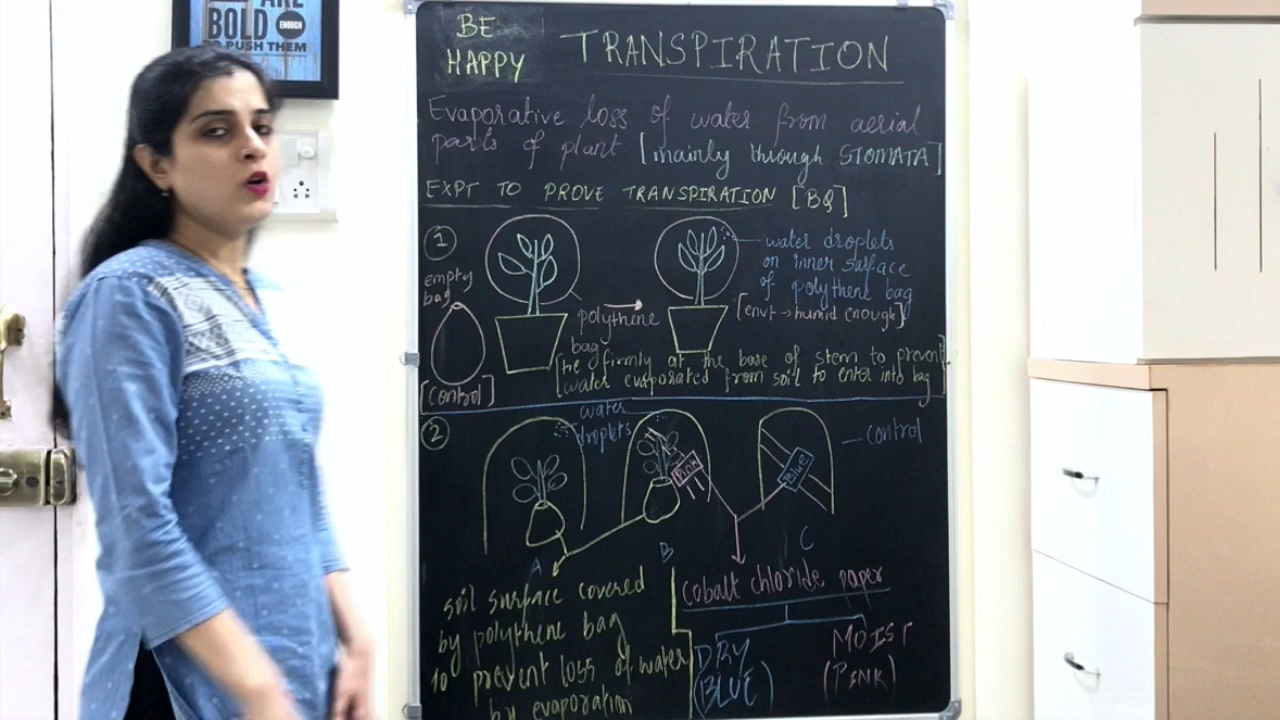 ARE
BOLD
ENOUGH
TO PUSH THEM
BE
HAPPY
TRANSPIRATION
Evaporative loss of water from aerial
parts of plant [mainly through STOMATA]
EXPT TO PROVE TRANSPIRATION [BQ]
1
empty
bag
[control]
polythene
bag
water droplets
on inner surface
of polythene bag
[envt → humid enough]
[tie firmly at the base of stem to prevent
water evaporated from soil to enter into bag]
2
water
droplets
Pink
Blue
control
A
B
C
soil surface covered
by polythene bag
to prevent loss of water
by evaporation
cobalt chloride paper
DRY
(BLUE)
MOIST
(PINK)